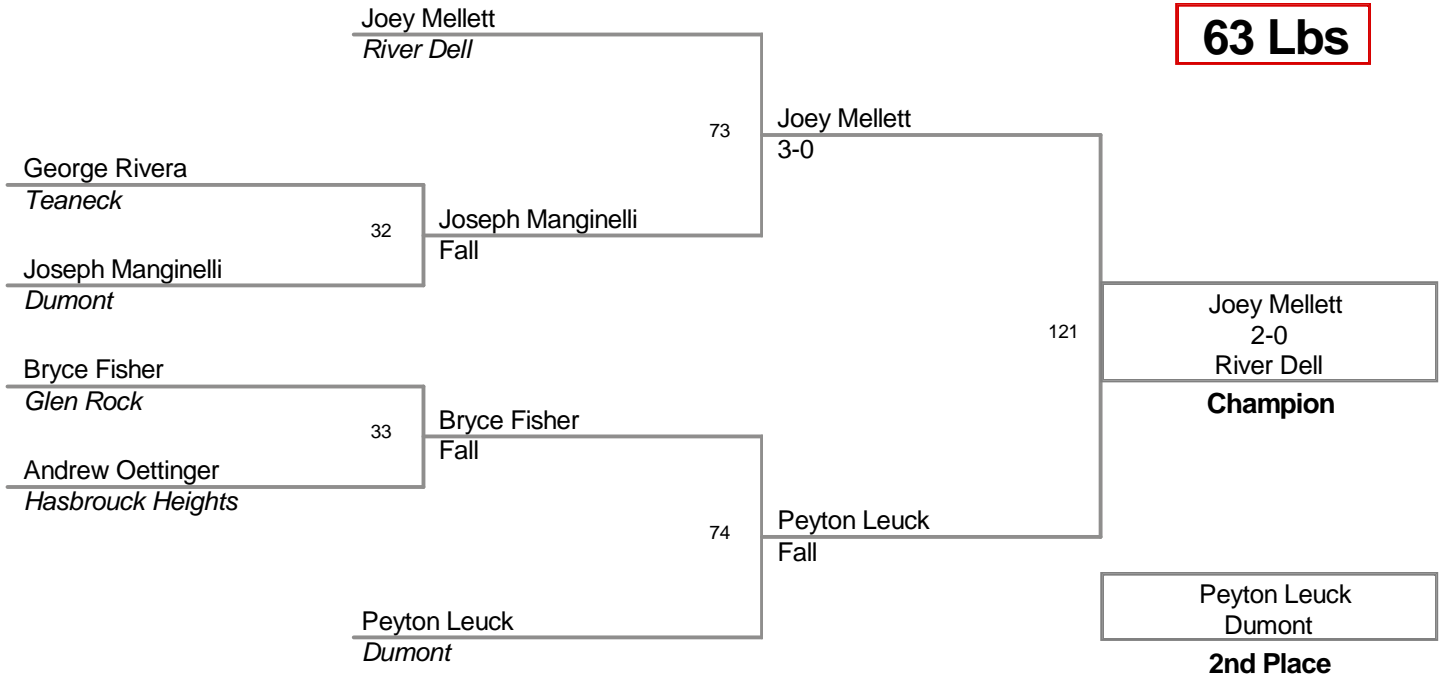 Joey Mellett
River Dell
63 Lbs
73
Joey Mellett
3-0
George Rivera
Teaneck
32
Joseph Manginelli
Fall
Joseph Manginelli
Dumont
121
Joey Mellett
2-0
River Dell
Champion
Bryce Fisher
Glen Rock
33
Bryce Fisher
Fall
Andrew Oettinger
Hasbrouck Heights
74
Peyton Leuck
Fall
Peyton Leuck
Dumont
Peyton Leuck
Dumont
2nd Place